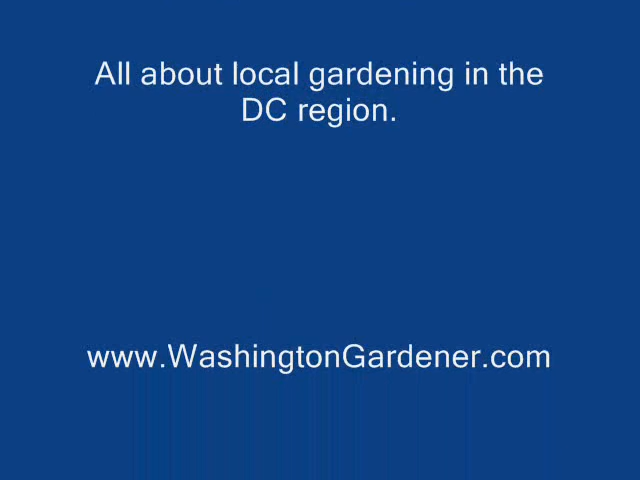 All about local gardening in the
DC region.
www.WashingtonGardener.com